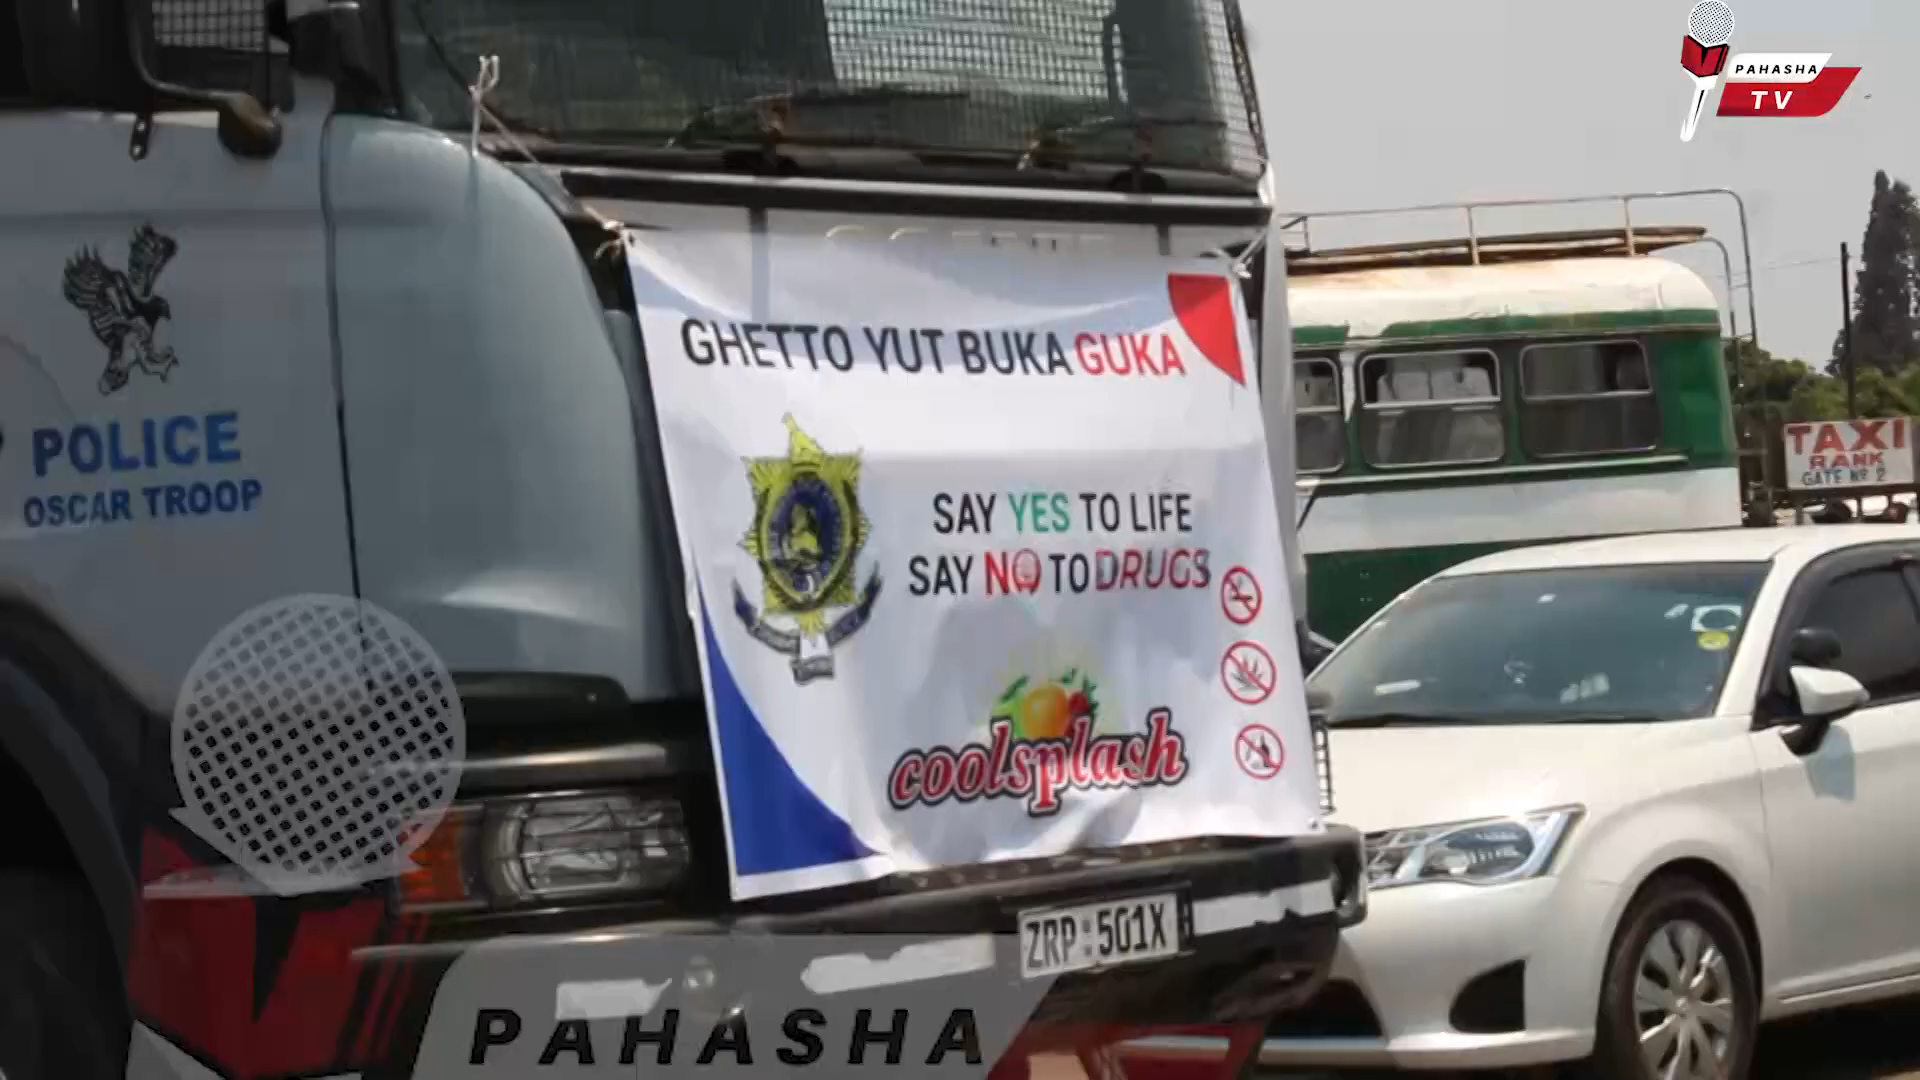 PAHASHA
TV
POLICE
OSCAR TROOP
GHETTO YUT BUKA GUKA
SAY YES TO LIFE
SAY NO TO DRUGS
coolsplash
TAXI
RANK
GATE No 2
ZRP 501X
PAHASHA